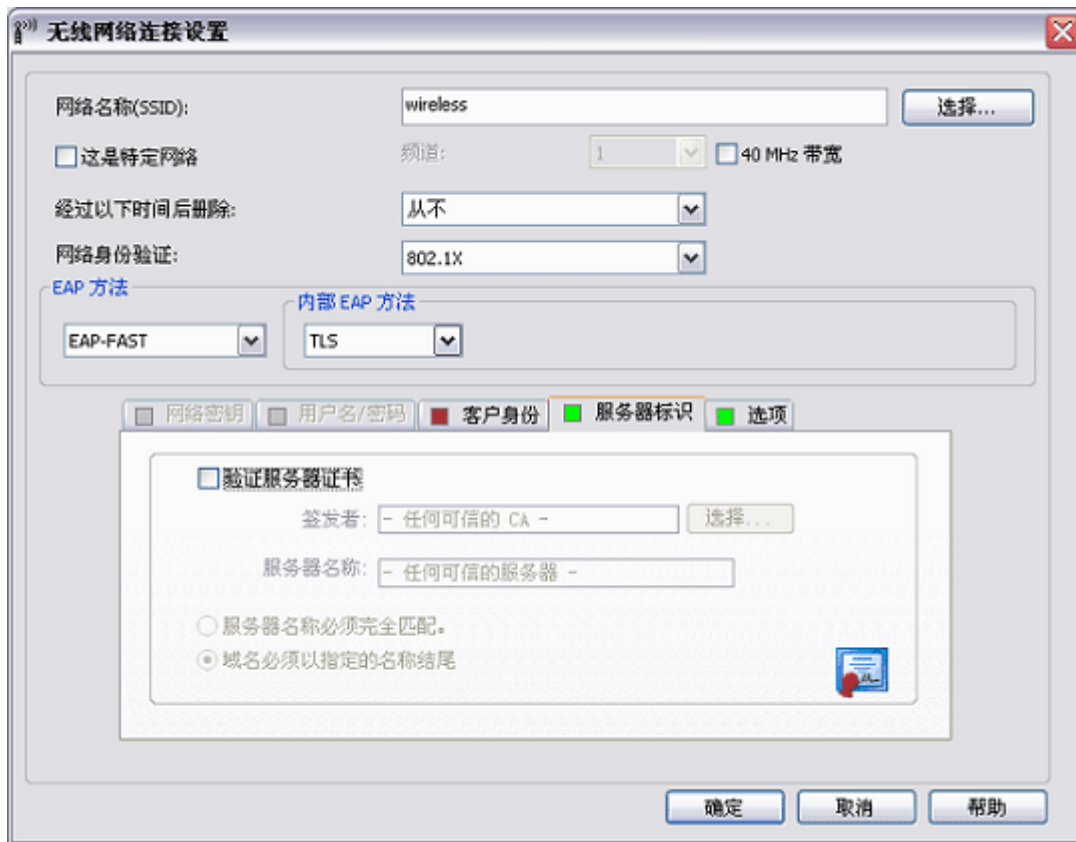 无线网络连接设置
网络名称(SSID): wireless 选择...
这是特定网络 频道: 1 40 MHz 带宽
经过以下时间后删除: 从不
网络身份验证: 802.1X
EAP 方法
内部 EAP 方法
EAP-FAST TLS
网络密钥 用户名/密码 客户身份 服务器标识 选项
验证服务器证书
签发者: - 任何可信的 CA - 选择...
服务器名称: - 任何可信的服务器 -
服务器名称必须完全匹配。
域名必须以指定的名称结尾
确定 取消 帮助